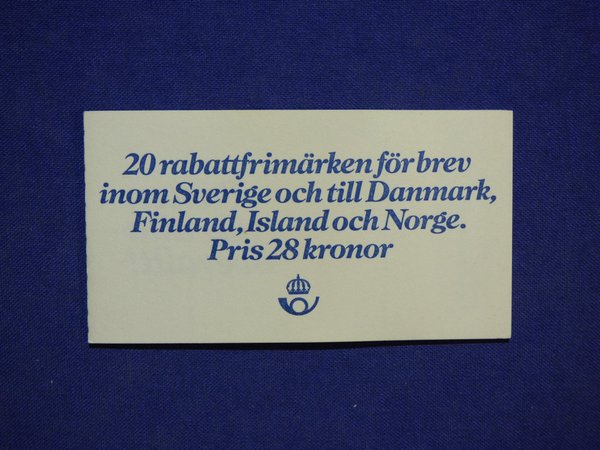 20 rabattfrimärken för brev
inom Sverige och till Danmark,
Finland, Island och Norge.
Pris 28 kronor